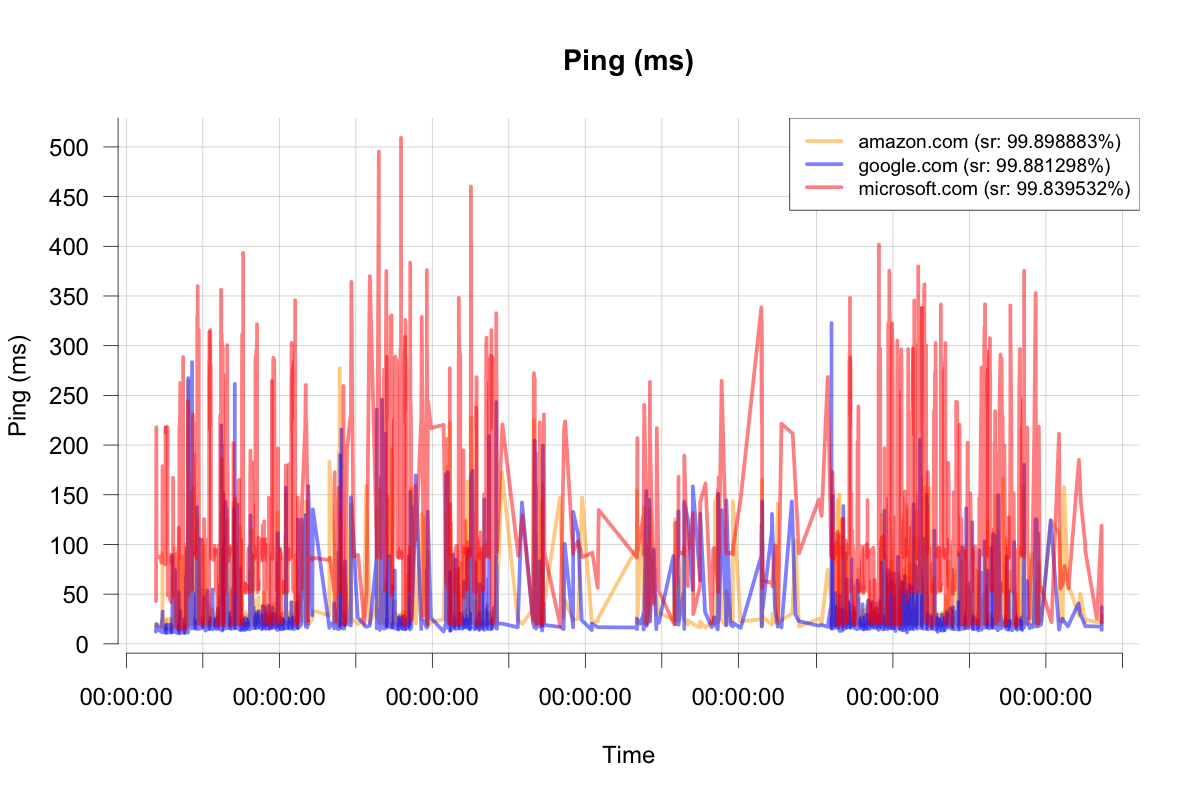 Ping (ms)
amazon.com (sr: 99.898883%)
google.com (sr: 99.881298%)
microsoft.com (sr: 99.839532%)
500
450
400
350
300
250
200
150
100
50
0
Ping (ms)
00:00:00 00:00:00 00:00:00 00:00:00 00:00:00 00:00:00 00:00:00
Time